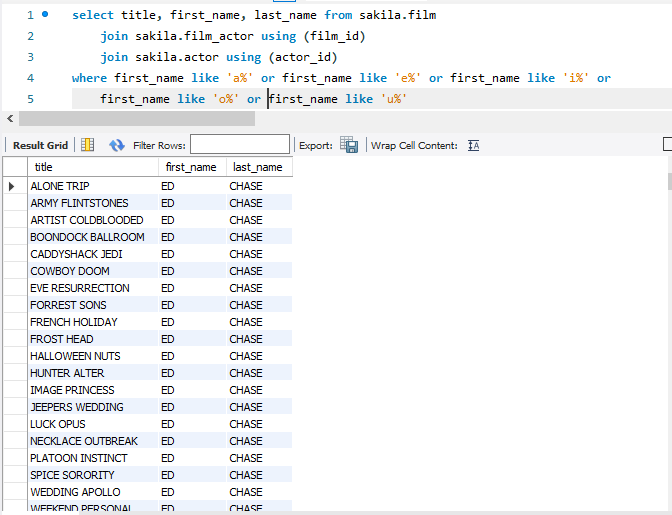 1 select title, first_name, last_name from sakila.film
2 join sakila.film_actor using (film_id)
3 join sakila.actor using (actor_id)
4 where first_name like 'a%' or first_name like 'e%' or first_name like 'i%' or
5 first_name like 'o%' or first_name like 'u%'
Result Grid Filter Rows: Export: Wrap Cell Content:
title first_name last_name
ALONE TRIP ED CHASE
ARMY FLINTSTONES ED CHASE
ARTIST COLDBLOODED ED CHASE
BOONDOCK BALLROOM ED CHASE
CADDYSHACK JEDI ED CHASE
COWBOY DOOM ED CHASE
EVE RESURRECTION ED CHASE
FORREST SONS ED CHASE
FRENCH HOLIDAY ED CHASE
FROST HEAD ED CHASE
HALLOWEEN NUTS ED CHASE
HUNTER ALTER ED CHASE
IMAGE PRINCESS ED CHASE
JEEPERS WEDDING ED CHASE
LUCK OPUS ED CHASE
NECKLACE OUTBREAK ED CHASE
PLATOON INSTINCT ED CHASE
SPICE SORORITY ED CHASE
WEDDING APOLLO ED CHASE
WEEKEND PERSONAL ED CHASE